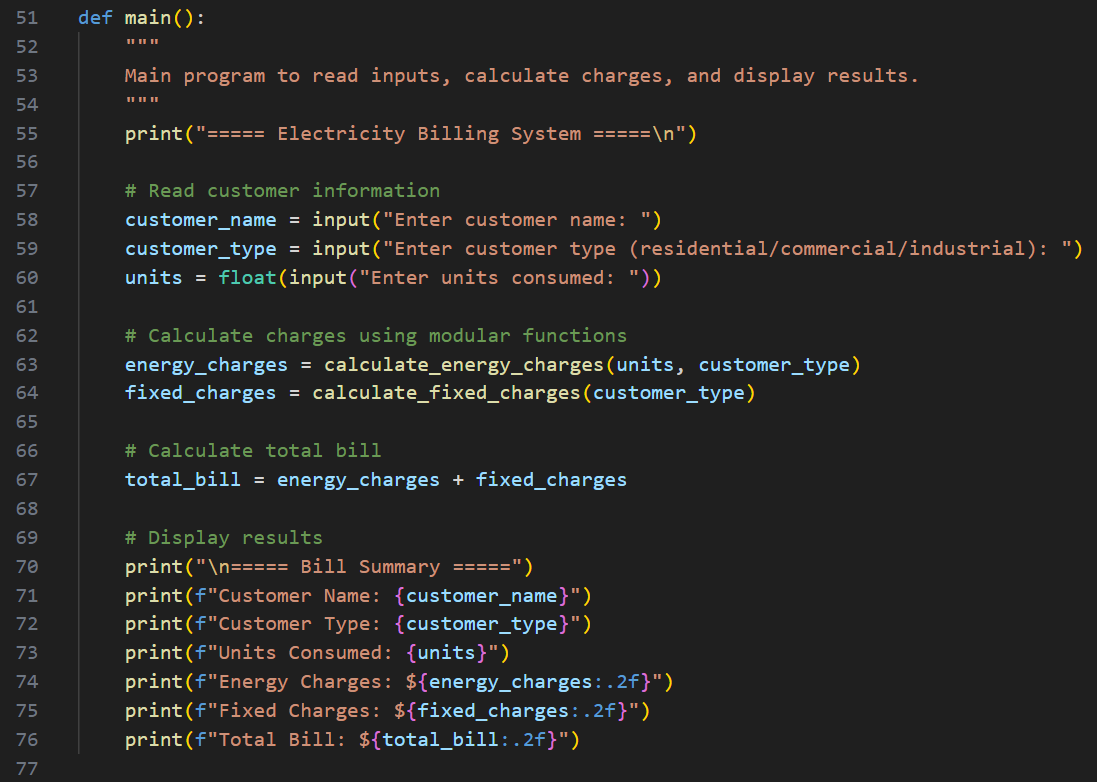 51 def main():
52     """
53     Main program to read inputs, calculate charges, and display results.
54     """
55     print("===== Electricity Billing System =====\n")
56
57     # Read customer information
58     customer_name = input("Enter customer name: ")
59     customer_type = input("Enter customer type (residential/commercial/industrial): ")
60     units = float(input("Enter units consumed: "))
61
62     # Calculate charges using modular functions
63     energy_charges = calculate_energy_charges(units, customer_type)
64     fixed_charges = calculate_fixed_charges(customer_type)
65
66     # Calculate total bill
67     total_bill = energy_charges + fixed_charges
68
69     # Display results
70     print("\n===== Bill Summary =====")
71     print(f"Customer Name: {customer_name}")
72     print(f"Customer Type: {customer_type}")
73     print(f"Units Consumed: {units}")
74     print(f"Energy Charges: ${energy_charges:.2f}")
75     print(f"Fixed Charges: ${fixed_charges:.2f}")
76     print(f"Total Bill: ${total_bill:.2f}")
77